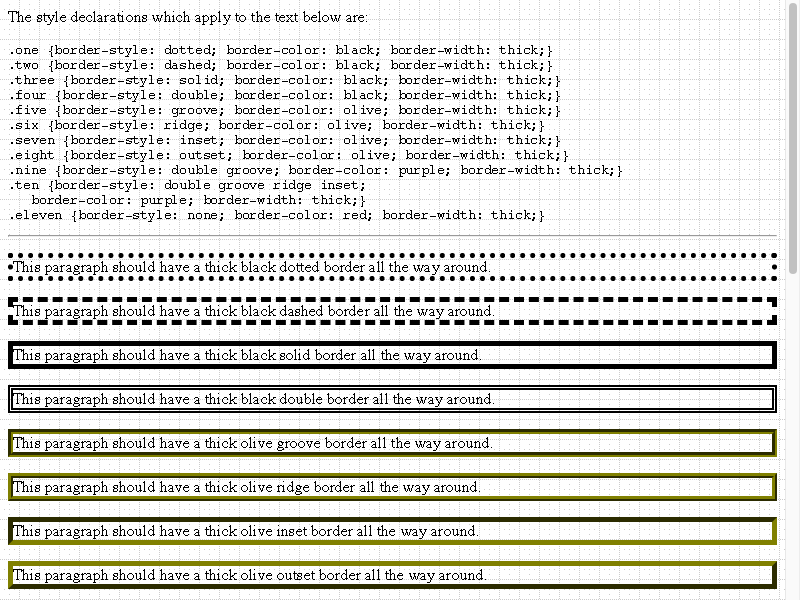 The style declarations which apply to the text below are:
.one {border-style: dotted; border-color: black; border-width: thick;}
.two {border-style: dashed; border-color: black; border-width: thick;}
.three {border-style: solid; border-color: black; border-width: thick;}
.four {border-style: double; border-color: black; border-width: thick;}
.five {border-style: groove; border-color: olive; border-width: thick;}
.six {border-style: ridge; border-color: olive; border-width: thick;}
.seven {border-style: inset; border-color: olive; border-width: thick;}
.eight {border-style: outset; border-color: olive; border-width: thick;}
.nine {border-style: double groove; border-color: purple; border-width: thick;}
.ten {border-style: double groove ridge inset;
   border-color: purple; border-width: thick;}
.eleven {border-style: none; border-color: red; border-width: thick;}
This paragraph should have a thick black dotted border all the way around.
This paragraph should have a thick black dashed border all the way around.
This paragraph should have a thick black solid border all the way around.
This paragraph should have a thick black double border all the way around.
This paragraph should have a thick olive groove border all the way around.
This paragraph should have a thick olive ridge border all the way around.
This paragraph should have a thick olive inset border all the way around.
This paragraph should have a thick olive outset border all the way around.